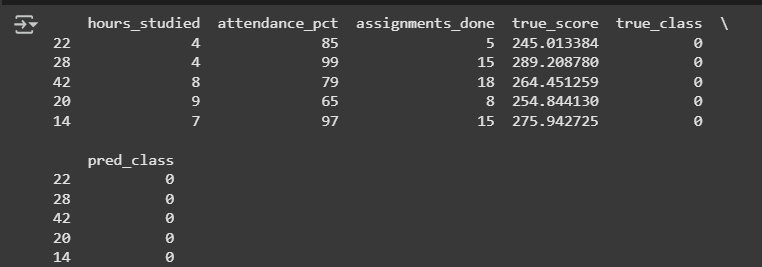 hours_studied attendance_pct assignments_done true_score true_class \
22 4 85 5 245.013384 0
28 4 99 15 289.208780 0
42 8 79 18 264.451259 0
20 9 65 8 254.844130 0
14 7 97 15 275.942725 0
pred_class
22 0
28 0
42 0
20 0
14 0